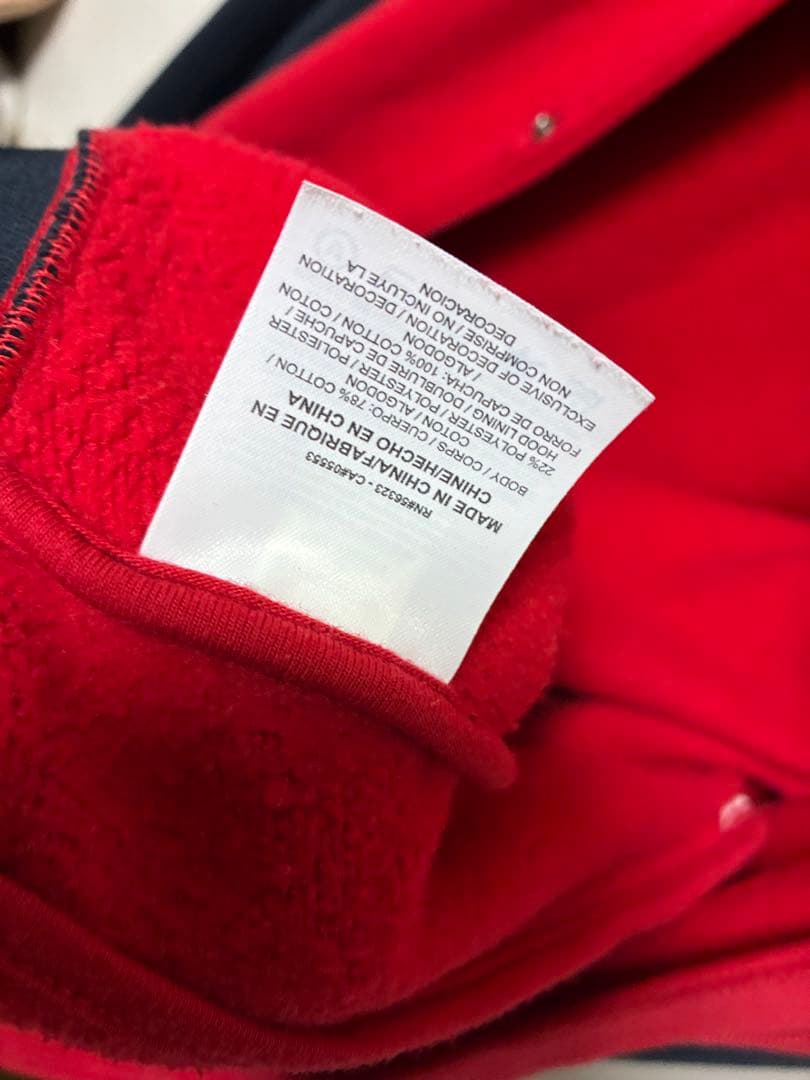 RN#56323 - CA#05553
MADE IN CHINA/FABRIQUE EN
CHINE/HECHO EN CHINA
BODY / CORPS / CUERPO: 78% COTTON /
COTON / ALGODON
22% POLYESTER / POLYESTER / POLIESTER
HOOD LINING / DOUBLURE DE CAPUCHE /
FORRO DE CAPUCHA: 100% COTTON / COTON
/ ALGODON
EXCLUSIVE OF DECORATION / DECORATION
NON COMPRISE / NO INCLUYE LA
DECORACION